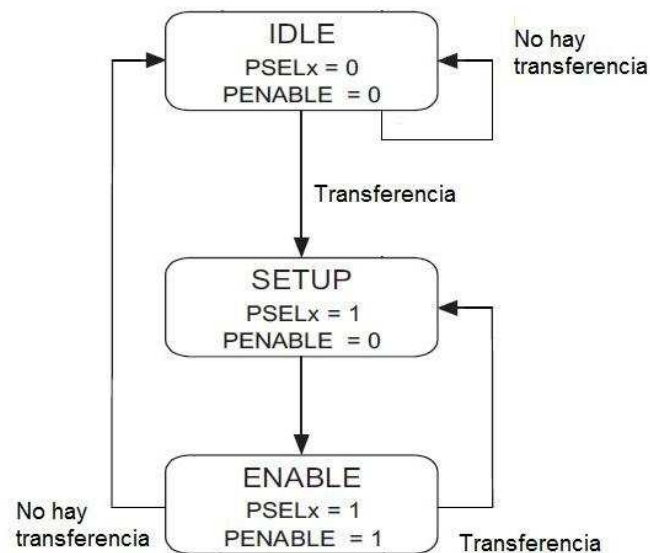 IDLE
PSELx = 0
PENABLE = 0
No hay
transferencia
Transferencia
SETUP
PSELx = 1
PENABLE = 0
ENABLE
PSELx = 1
PENABLE = 1
No hay
transferencia
Transferencia